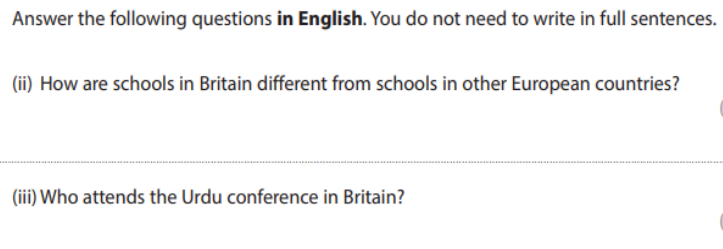 Answer the following questions in English. You do not need to write in full sentences.
(ii) How are schools in Britain different from schools in other European countries?
(iii) Who attends the Urdu conference in Britain?